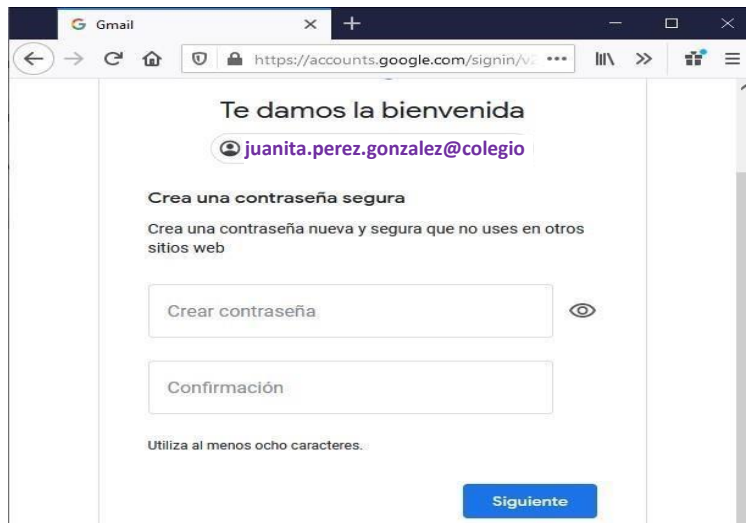 Gmail
https://accounts.google.com/signin/v
Te damos la bienvenida
juanita.perez.gonzalez@colegio
Crea una contraseña segura
Crea una contraseña nueva y segura que no uses en otros
sitios web
Crear contraseña
Confirmación
Utiliza al menos ocho caracteres.
Siguiente